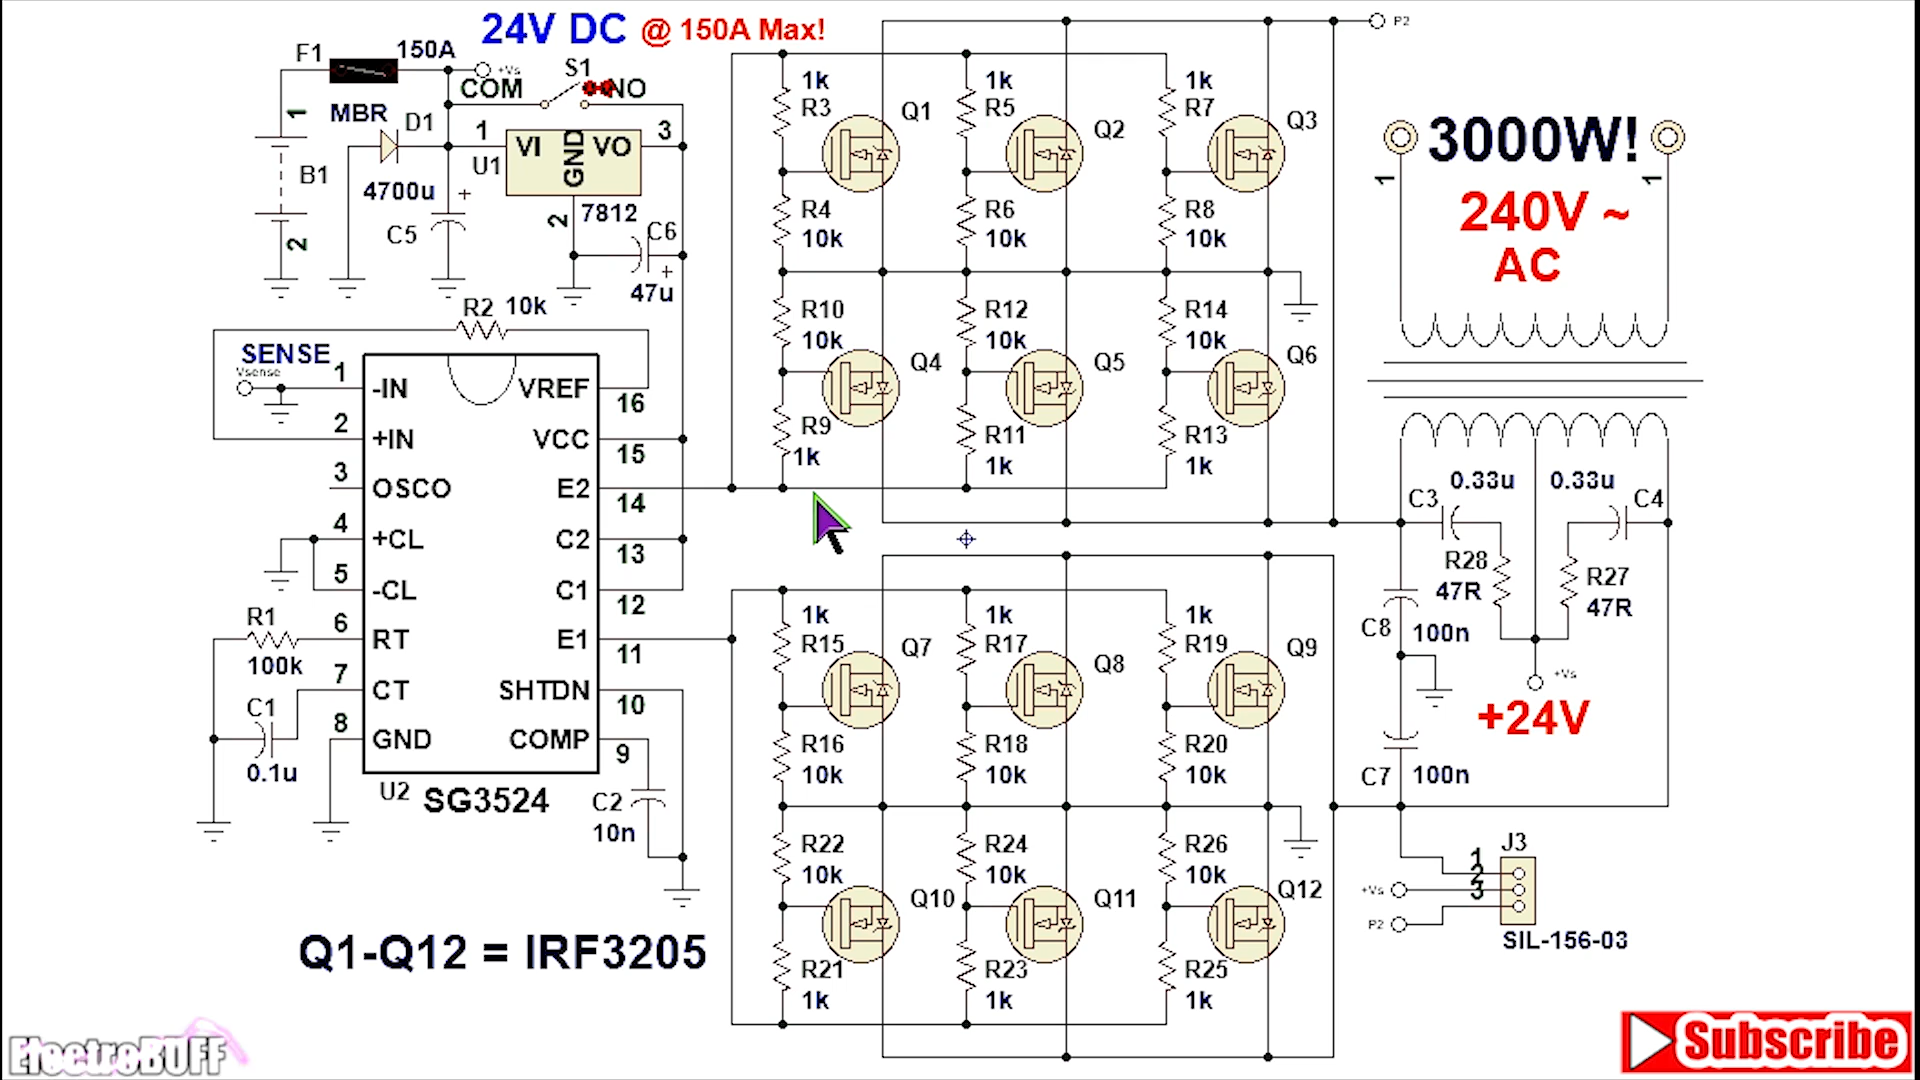 24V DC @ 150A Max!
F1
150A
+Vs
S1
COM
NO
MBR
D1
1
B1
2
4700u
+
C5
1
VI
GND
VO
3
U1
2
7812
C6
+
47u
R2
10k
SENSE
Vsense
1
-IN
VREF
16
2
+IN
VCC
15
3
OSCO
E2
14
4
+CL
C2
13
5
-CL
C1
12
6
RT
E1
11
7
CT
SHTDN
10
8
GND
COMP
9
R1
100k
C1
0.1u
U2
SG3524
C2
10n
Q1-Q12 = IRF3205
P2
1k
R3
Q1
1k
R5
Q2
1k
R7
Q3
R4
10k
R6
10k
R8
10k
R10
10k
R12
10k
R14
10k
Q4
Q5
Q6
R9
1k
R11
1k
R13
1k
1k
R15
Q7
1k
R17
Q8
1k
R19
Q9
R16
10k
R18
10k
R20
10k
R22
10k
R24
10k
R26
10k
Q10
Q11
Q12
R21
1k
R23
1k
R25
1k
3000W!
1
1
240V ~
AC
0.33u
0.33u
C3
C4
R28
47R
R27
47R
C8
100n
+Vs
+24V
C7
100n
J3
1
2
3
+Vs
P2
SIL-156-03
ElectroBUFF
Subscribe